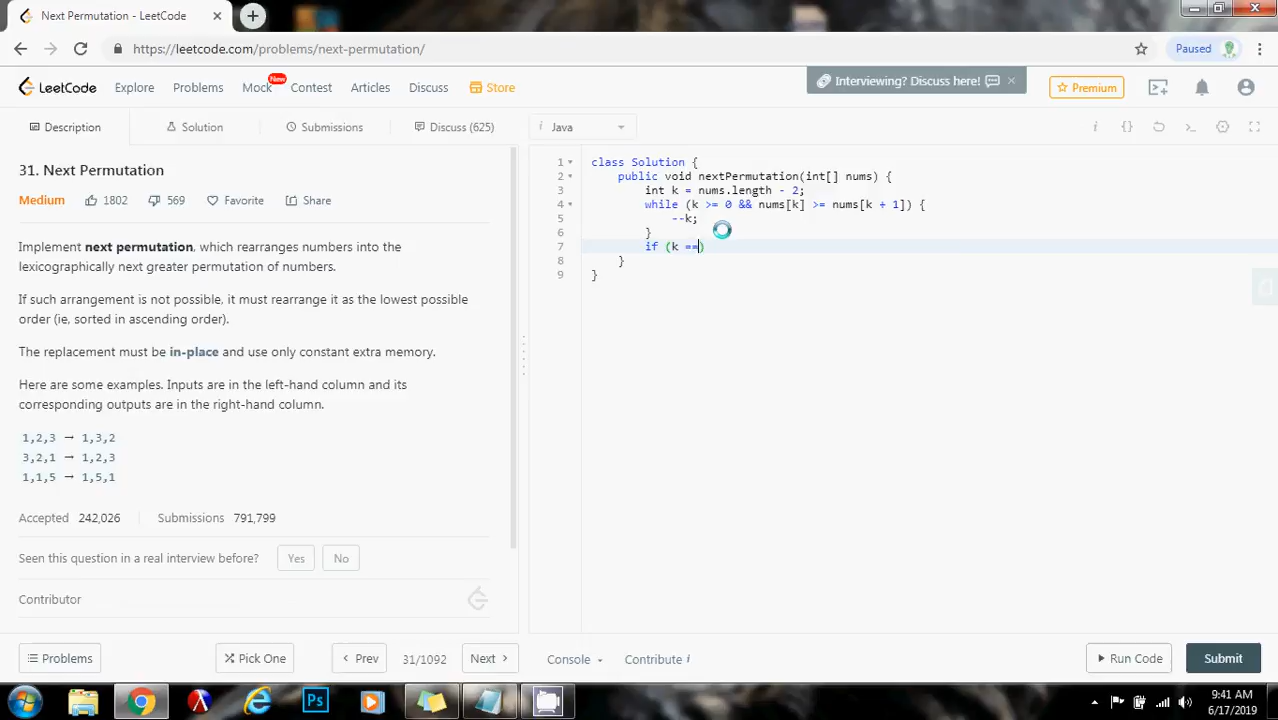 Next Permutation - LeetCode
https://leetcode.com/problems/next-permutation/
Paused
LeetCode
Explore
Problems
Mock
New
Contest
Articles
Discuss
Store
Interviewing? Discuss here!
Premium
Description
Solution
Submissions
Discuss (625)
i Java
31. Next Permutation
Medium
1802
569
Favorite
Share
Implement next permutation, which rearranges numbers into the
lexicographically next greater permutation of numbers.
If such arrangement is not possible, it must rearrange it as the lowest possible
order (ie, sorted in ascending order).
The replacement must be in-place and use only constant extra memory.
Here are some examples. Inputs are in the left-hand column and its
corresponding outputs are in the right-hand column.
1,2,3 → 1,3,2
3,2,1 → 1,2,3
1,1,5 → 1,5,1
Accepted 242,026 Submissions 791,799
Seen this question in a real interview before? Yes No
Contributor
1 class Solution {
2 public void nextPermutation(int[] nums) {
3 int k = nums.length - 2;
4 while (k >= 0 && nums[k] >= nums[k + 1]) {
5 --k;
6 }
7 if (k ==)
8 }
9 }
Problems
Pick One
Prev
31/1092
Next
Console
Contribute i
Run Code
Submit
Ps
9:41 AM
6/17/2019